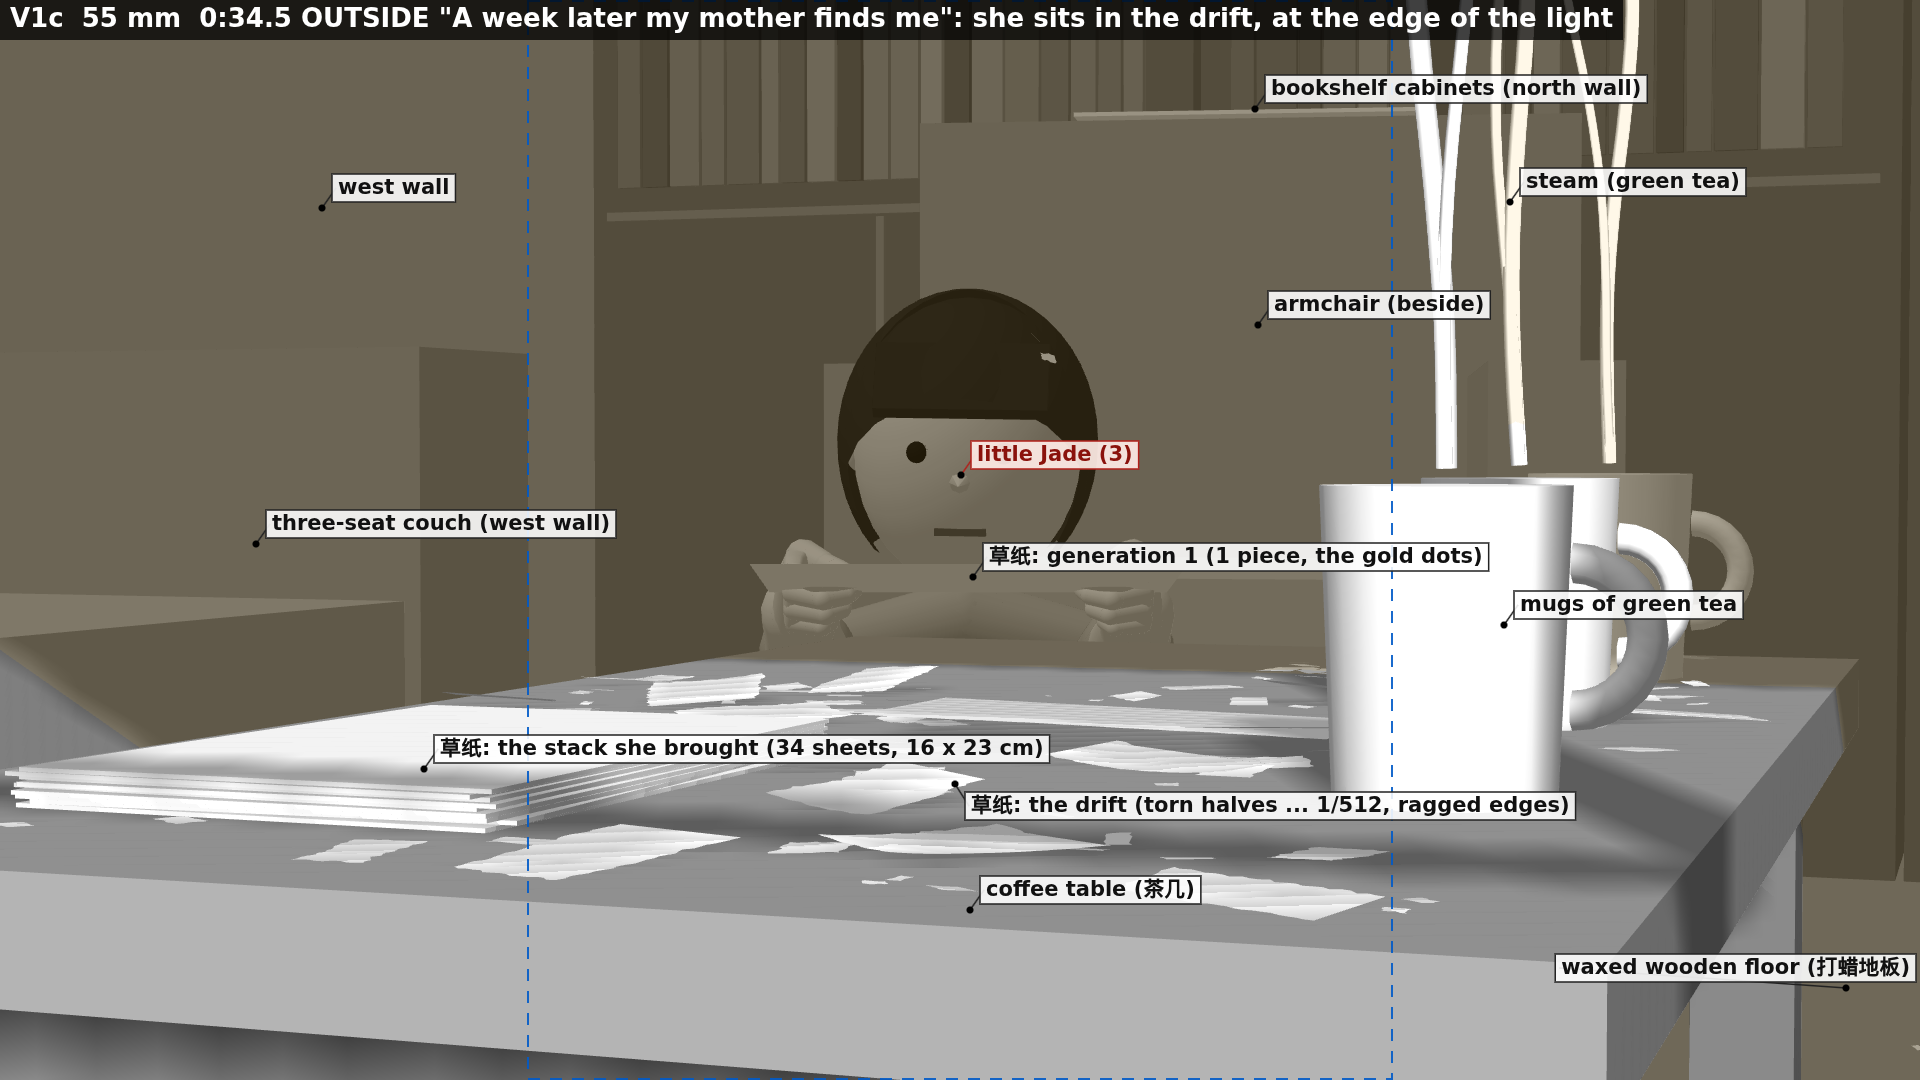 V1c  55 mm  0:34.5 OUTSIDE "A week later my mother finds me": she sits in the drift, at the edge of the light
bookshelf cabinets (north wall)
steam (green tea)
west wall
armchair (beside)
little Jade (3)
three-seat couch (west wall)
草纸: generation 1 (1 piece, the gold dots)
mugs of green tea
草纸: the stack she brought (34 sheets, 16 x 23 cm)
草纸: the drift (torn halves ... 1/512, ragged edges)
coffee table (茶几)
waxed wooden floor (打蜡地板)